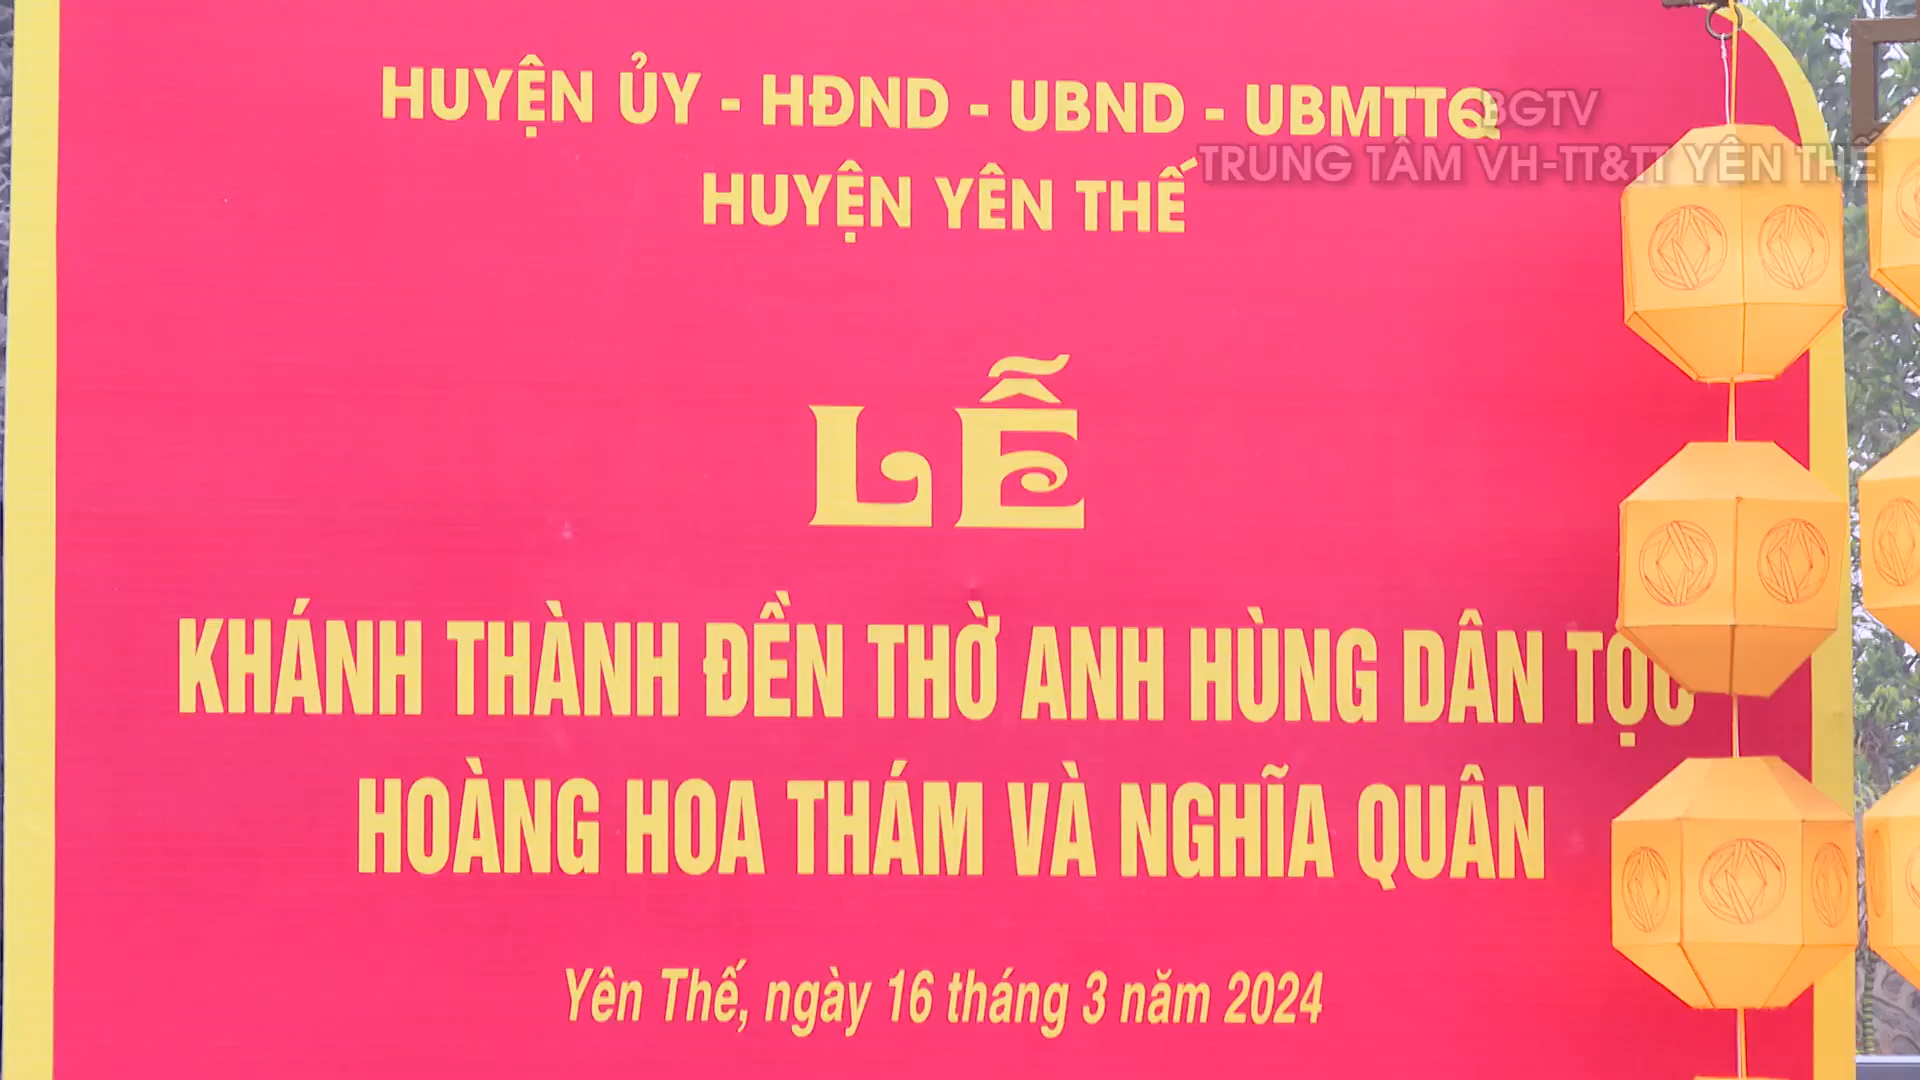 HUYỆN ỦY - HĐND - UBND - UBMTTQ
HUYỆN YÊN THẾ
BGTV
TRUNG TÂM VH-TT&TT YÊN THẾ
LỄ
KHÁNH THÀNH ĐỀN THỜ ANH HÙNG DÂN TỘC
HOÀNG HOA THÁM VÀ NGHĨA QUÂN
Yên Thế, ngày 16 tháng 3 năm 2024